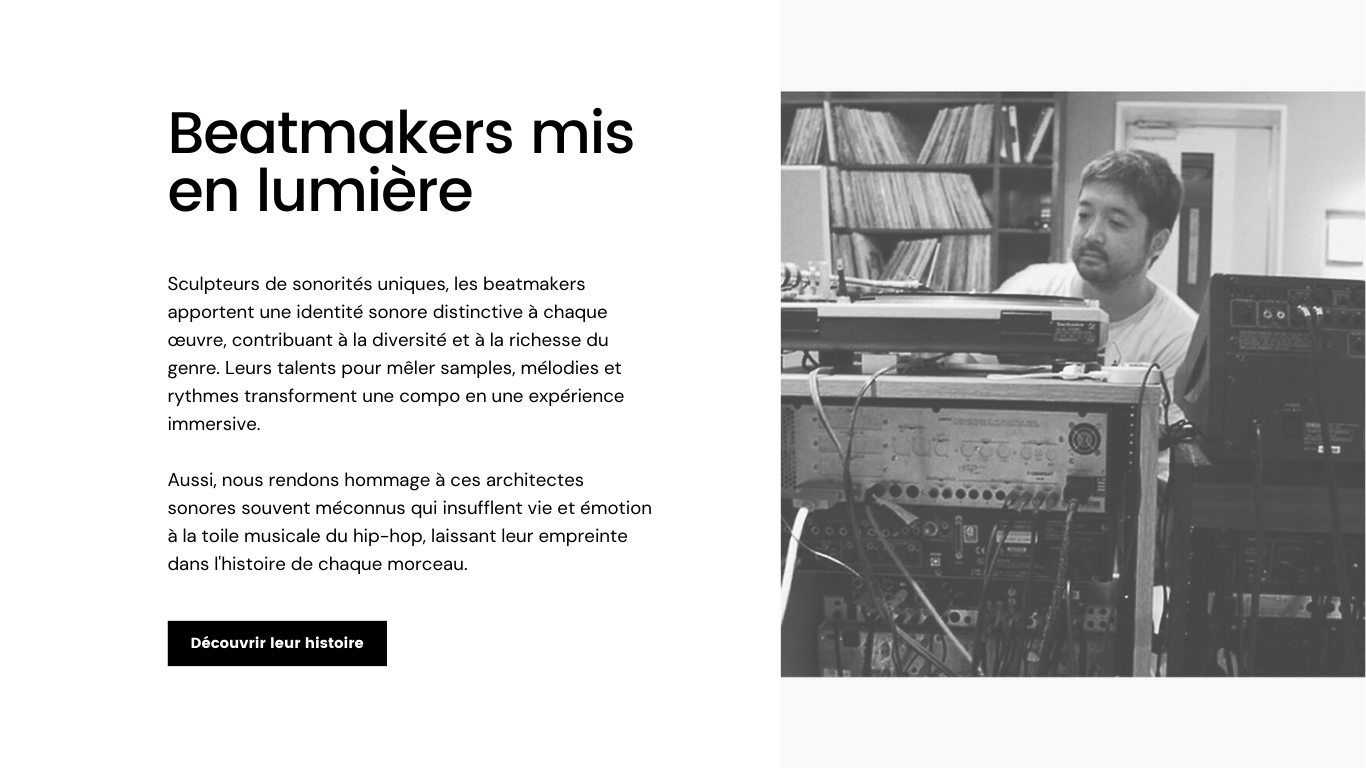 Beatmakers mis
en lumière
Sculpteurs de sonorités uniques, les beatmakers
apportent une identité sonore distinctive à chaque
œuvre, contribuant à la diversité et à la richesse du
genre. Leurs talents pour mêler samples, mélodies et
rythmes transforment une compo en une expérience
immersive.
Aussi, nous rendons hommage à ces architectes
sonores souvent méconnus qui insufflent vie et émotion
à la toile musicale du hip-hop, laissant leur empreinte
dans l'histoire de chaque morceau.
Découvrir leur histoire
Technics